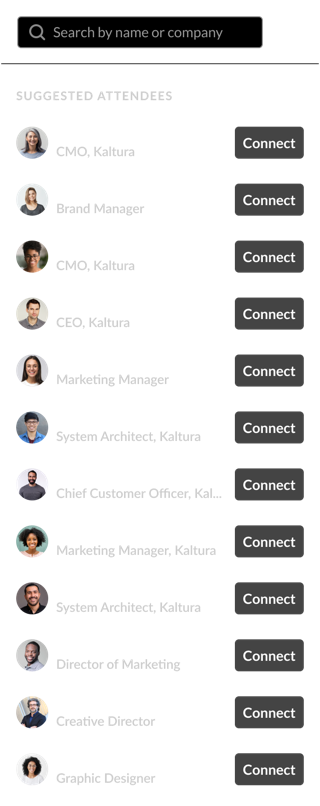 Search by name or company
SUGGESTED ATTENDEES
CMO, Kaltura
Connect
Brand Manager
Connect
CMO, Kaltura
Connect
CEO, Kaltura
Connect
Marketing Manager
Connect
System Architect, Kaltura
Connect
Chief Customer Officer, Kal...
Connect
Marketing Manager, Kaltura
Connect
System Architect, Kaltura
Connect
Director of Marketing
Connect
Creative Director
Connect
Graphic Designer
Connect